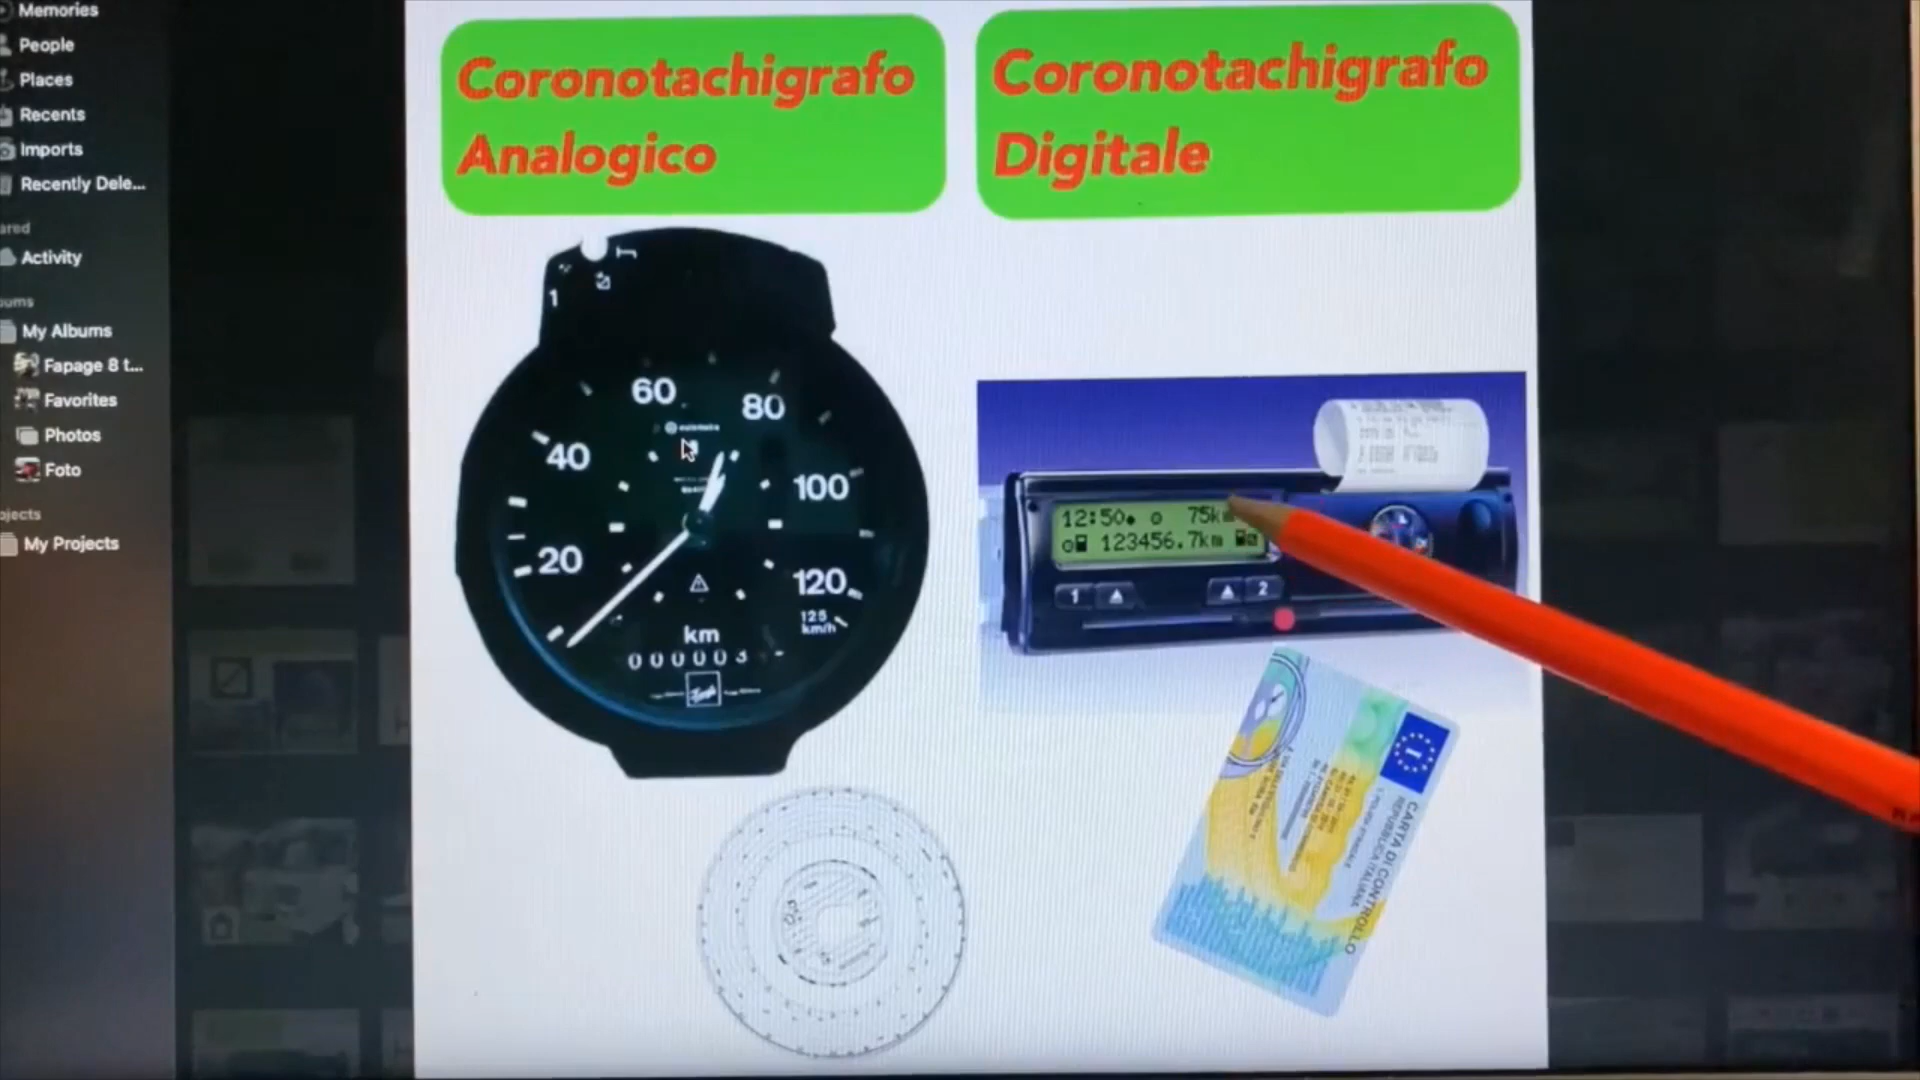 Memories
People
Places
Recents
Imports
Recently Dele...
Activity
My Albums
Fapage 8 t...
Favorites
Photos
Foto
My Projects
Coronotachigrafo
Analogico
Coronotachigrafo
Digitale
1
60
80
40
100
20
120
125
km/h
km
000003
12:50 75km
123456.7km
1
2
I
CARTA DI CONTROLLO
REPUBBLICA ITALIANA